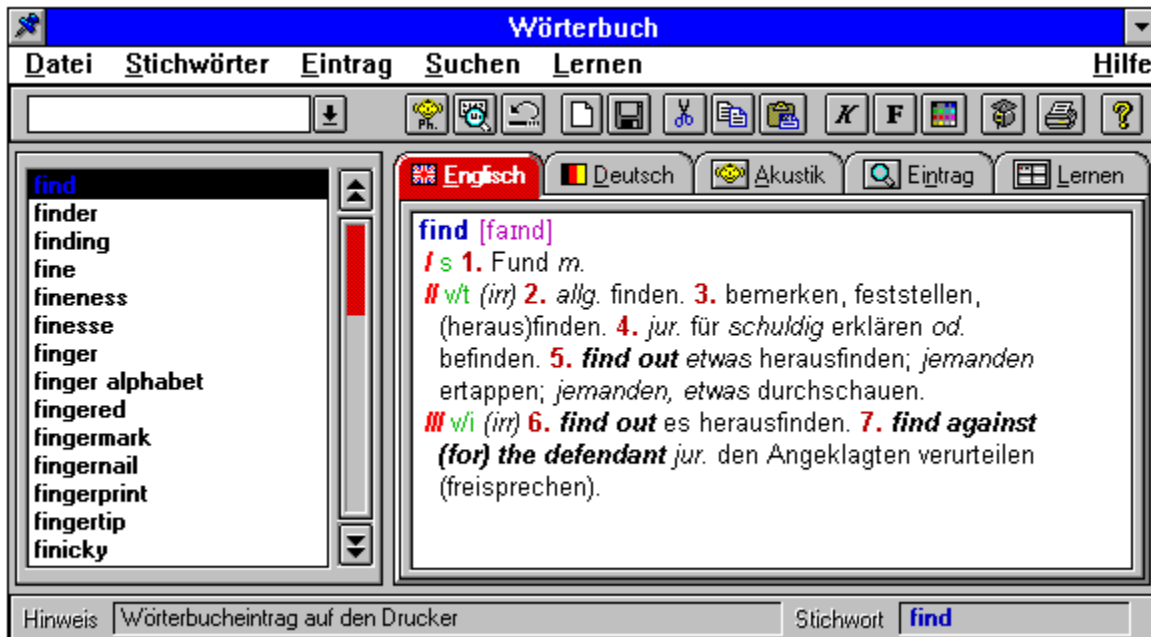 Wörterbuch
Datei Stichwörter Eintrag Suchen Lernen Hilfe
Ph. K F ?
Englisch Deutsch Akustik Eintrag Lernen
find
finder
finding
fine
fineness
finesse
finger
finger alphabet
fingered
fingermark
fingernail
fingerprint
fingertip
finicky
find [faɪnd]
I s 1. Fund m.
II v/t (irr) 2. allg. finden. 3. bemerken, feststellen,
(heraus)finden. 4. jur. für schuldig erklären od.
befinden. 5. find out etwas herausfinden; jemanden
ertappen; jemanden, etwas durchschauen.
III v/i (irr) 6. find out es herausfinden. 7. find against
(for) the defendant jur. den Angeklagten verurteilen
(freisprechen).
Hinweis Wörterbucheintrag auf den Drucker Stichwort find